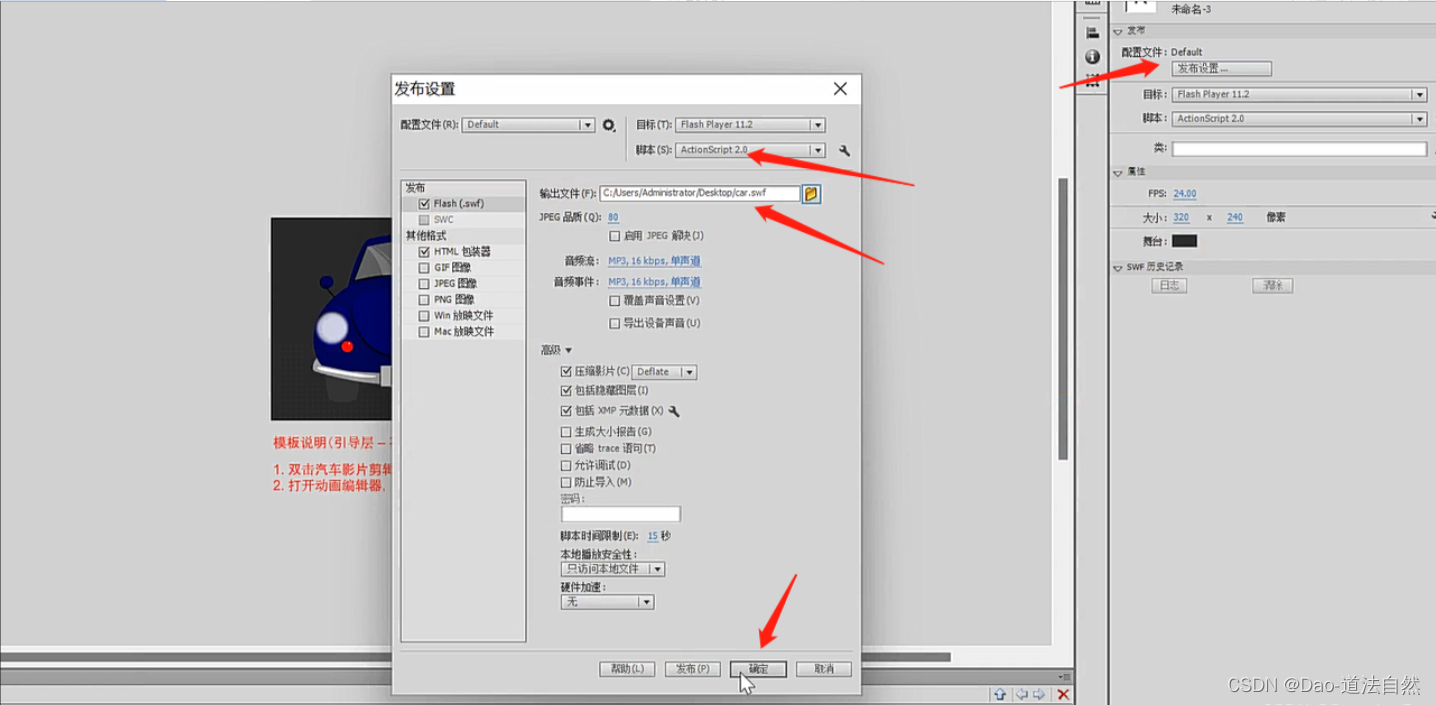 未命名-3
发布
配置文件: Default
发布设置...
目标: Flash Player 11.2
脚本: ActionScript 2.0
类:
属性
FPS: 24.00
大小: 320 x 240 像素
舞台:
SWF 历史记录
日志 清除
发布设置
配置文件(R): Default
目标(T): Flash Player 11.2
脚本(S): ActionScript 2.0
发布
Flash (.swf)
SWC
其他格式
HTML 包装器
GIF 图像
JPEG 图像
PNG 图像
Win 放映文件
Mac 放映文件
输出文件(F): C:/Users/Administrator/Desktop/car.swf
JPEG 品质(Q): 80
启用 JPEG 解决(J)
音频流: MP3, 16 kbps, 单声道
音频事件: MP3, 16 kbps, 单声道
覆盖声音设置(V)
导出设备声音(U)
高级
压缩影片(C) Deflate
包括隐藏图层(I)
包括 XMP 元数据(X)
生成大小报告(G)
省略 trace 语句(T)
允许调试(D)
防止导入(M)
密码:
脚本时间限制(E): 15 秒
本地播放安全性:
只访问本地文件
硬件加速:
无
帮助(L) 发布(P) 确定 取消
模板说明(引导层 –
1. 双击汽车影片剪辑
2. 打开动画编辑器,
CSDN @Dao-道法自然